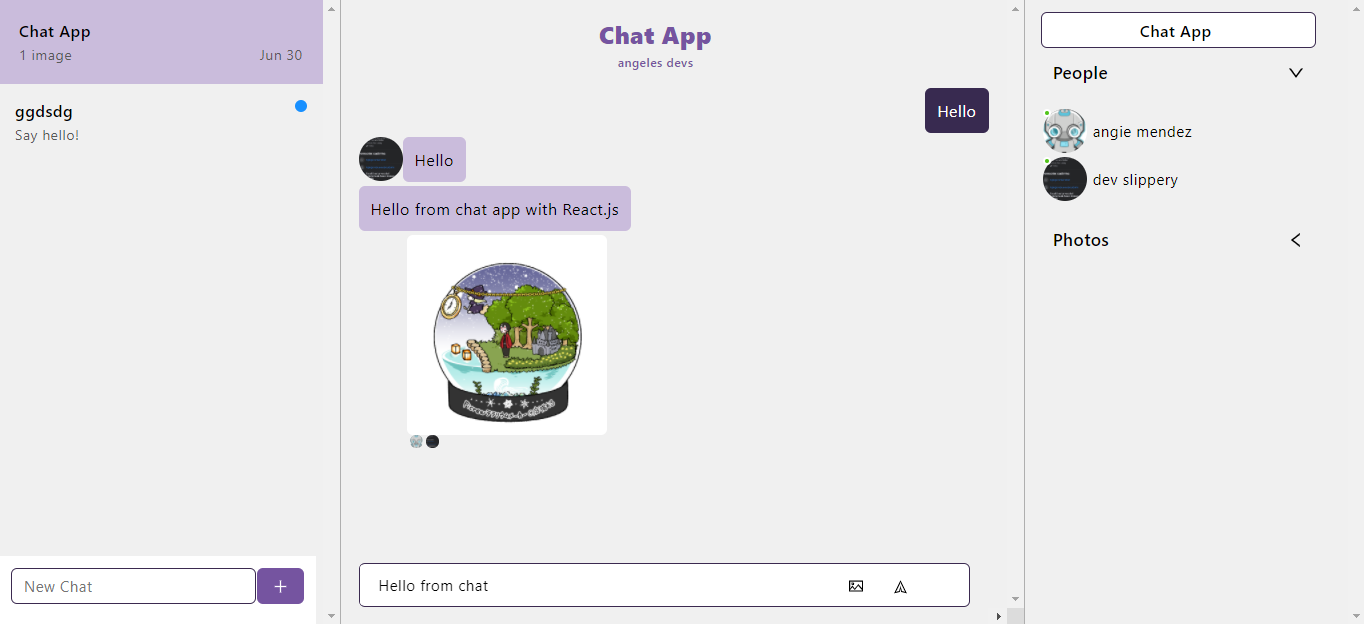 Chat App
1 image
Jun 30
ggdsdg
Say hello!
New Chat
+
Chat App
angeles devs
Hello
Hello
Hello from chat app with React.js
Hello from chat
Chat App
People
angie mendez
dev slippery
Photos